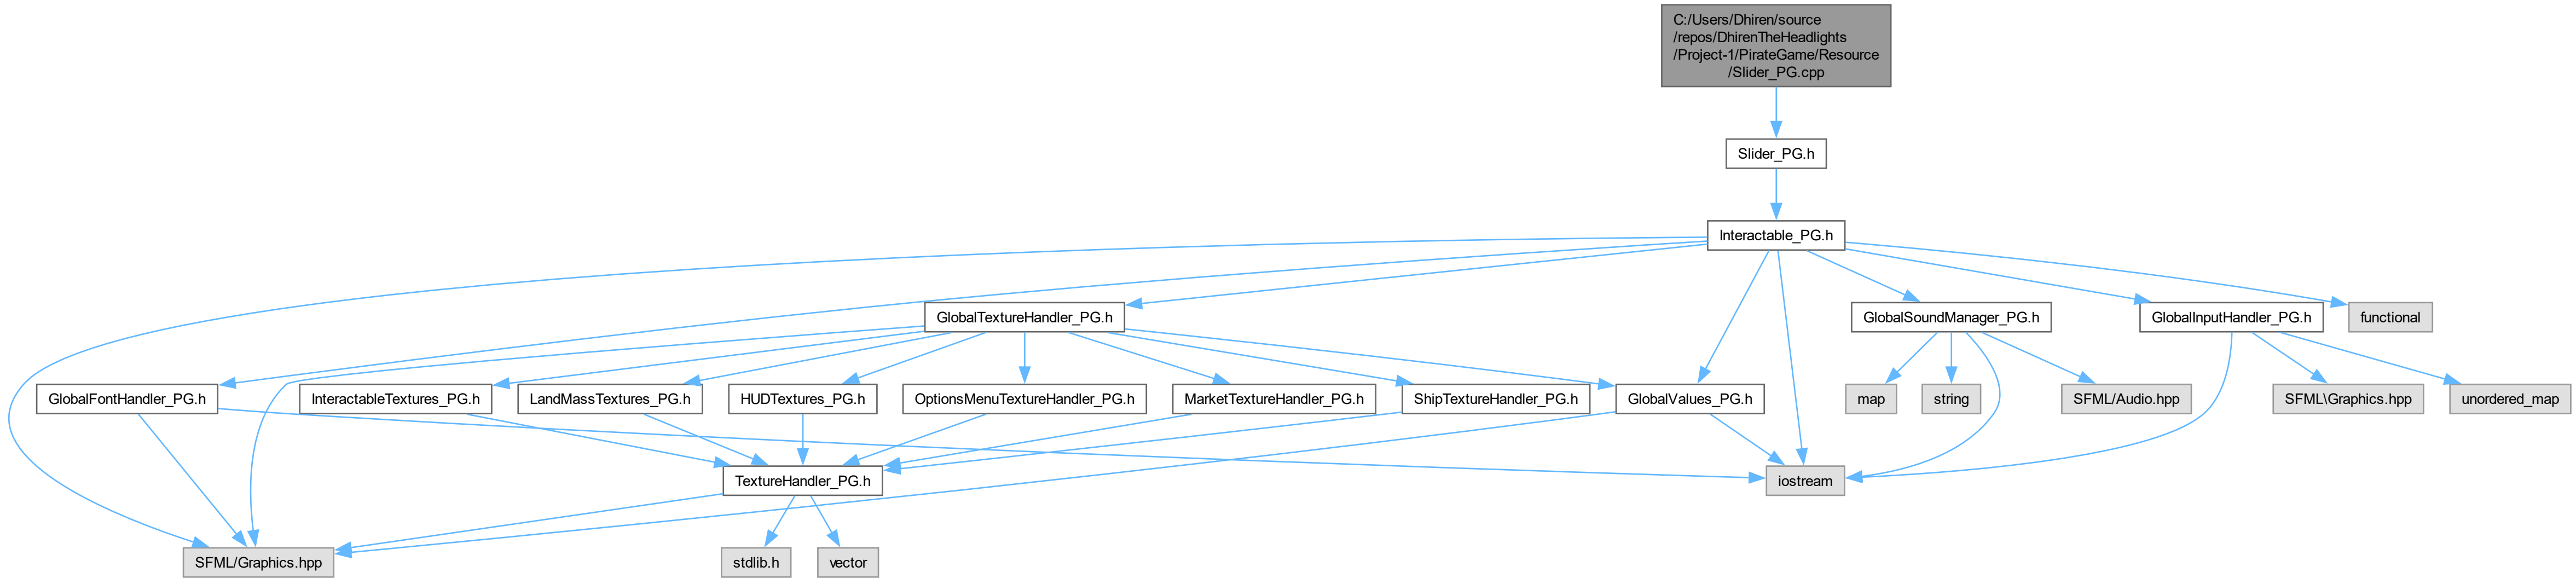 C:/Users/Dhiren/source
/repos/DhirenTheHeadlights
/Project-1/PirateGame/Resource
/Slider_PG.cpp
Slider_PG.h
Interactable_PG.h
GlobalTextureHandler_PG.h
GlobalSoundManager_PG.h
GlobalInputHandler_PG.h
functional
GlobalFontHandler_PG.h
InteractableTextures_PG.h
LandMassTextures_PG.h
HUDTextures_PG.h
OptionsMenuTextureHandler_PG.h
MarketTextureHandler_PG.h
ShipTextureHandler_PG.h
GlobalValues_PG.h
map
string
SFML/Audio.hpp
SFML\Graphics.hpp
unordered_map
TextureHandler_PG.h
iostream
SFML/Graphics.hpp
stdlib.h
vector